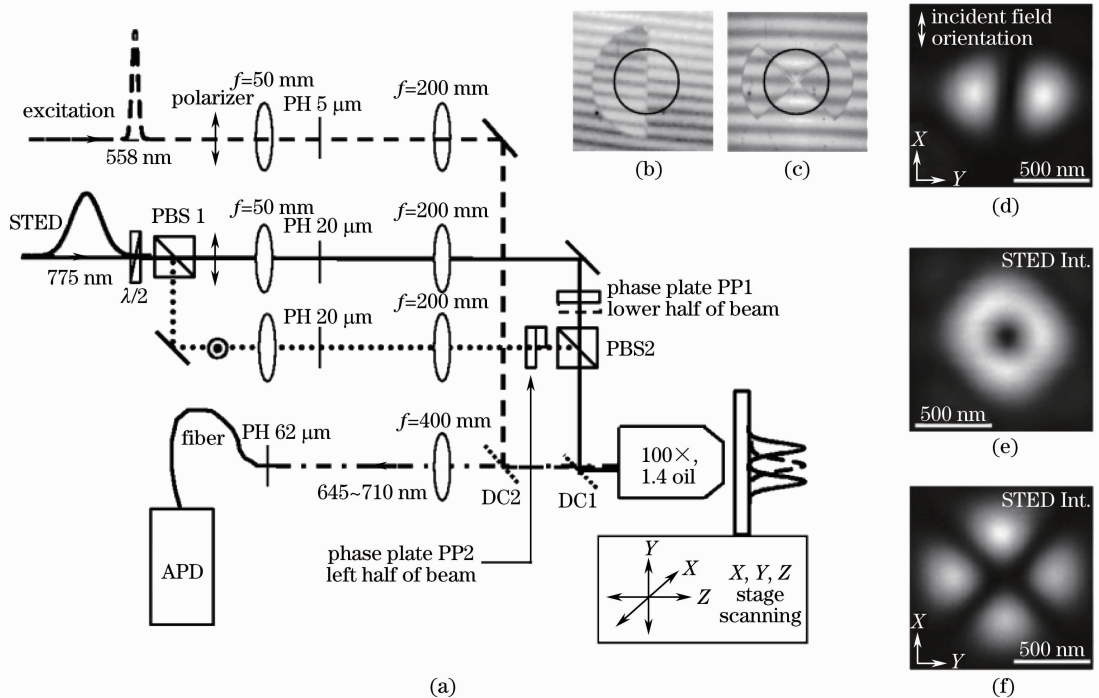 excitation
558 nm
polarizer
f=50 mm
PH 5 μm
f=200 mm
STED
775 nm
λ/2
PBS 1
f=50 mm
PH 20 μm
f=200 mm
phase plate PP1
lower half of beam
PH 20 μm
f=200 mm
PBS2
fiber
PH 62 μm
f=400 mm
645~710 nm
DC2
DC1
100×,
1.4 oil
APD
phase plate PP2
left half of beam
Y
X
Z
X, Y, Z
stage
scanning
(a)
(b)
(c)
incident field
orientation
X
Y
500 nm
(d)
STED Int.
500 nm
(e)
STED Int.
X
Y
500 nm
(f)